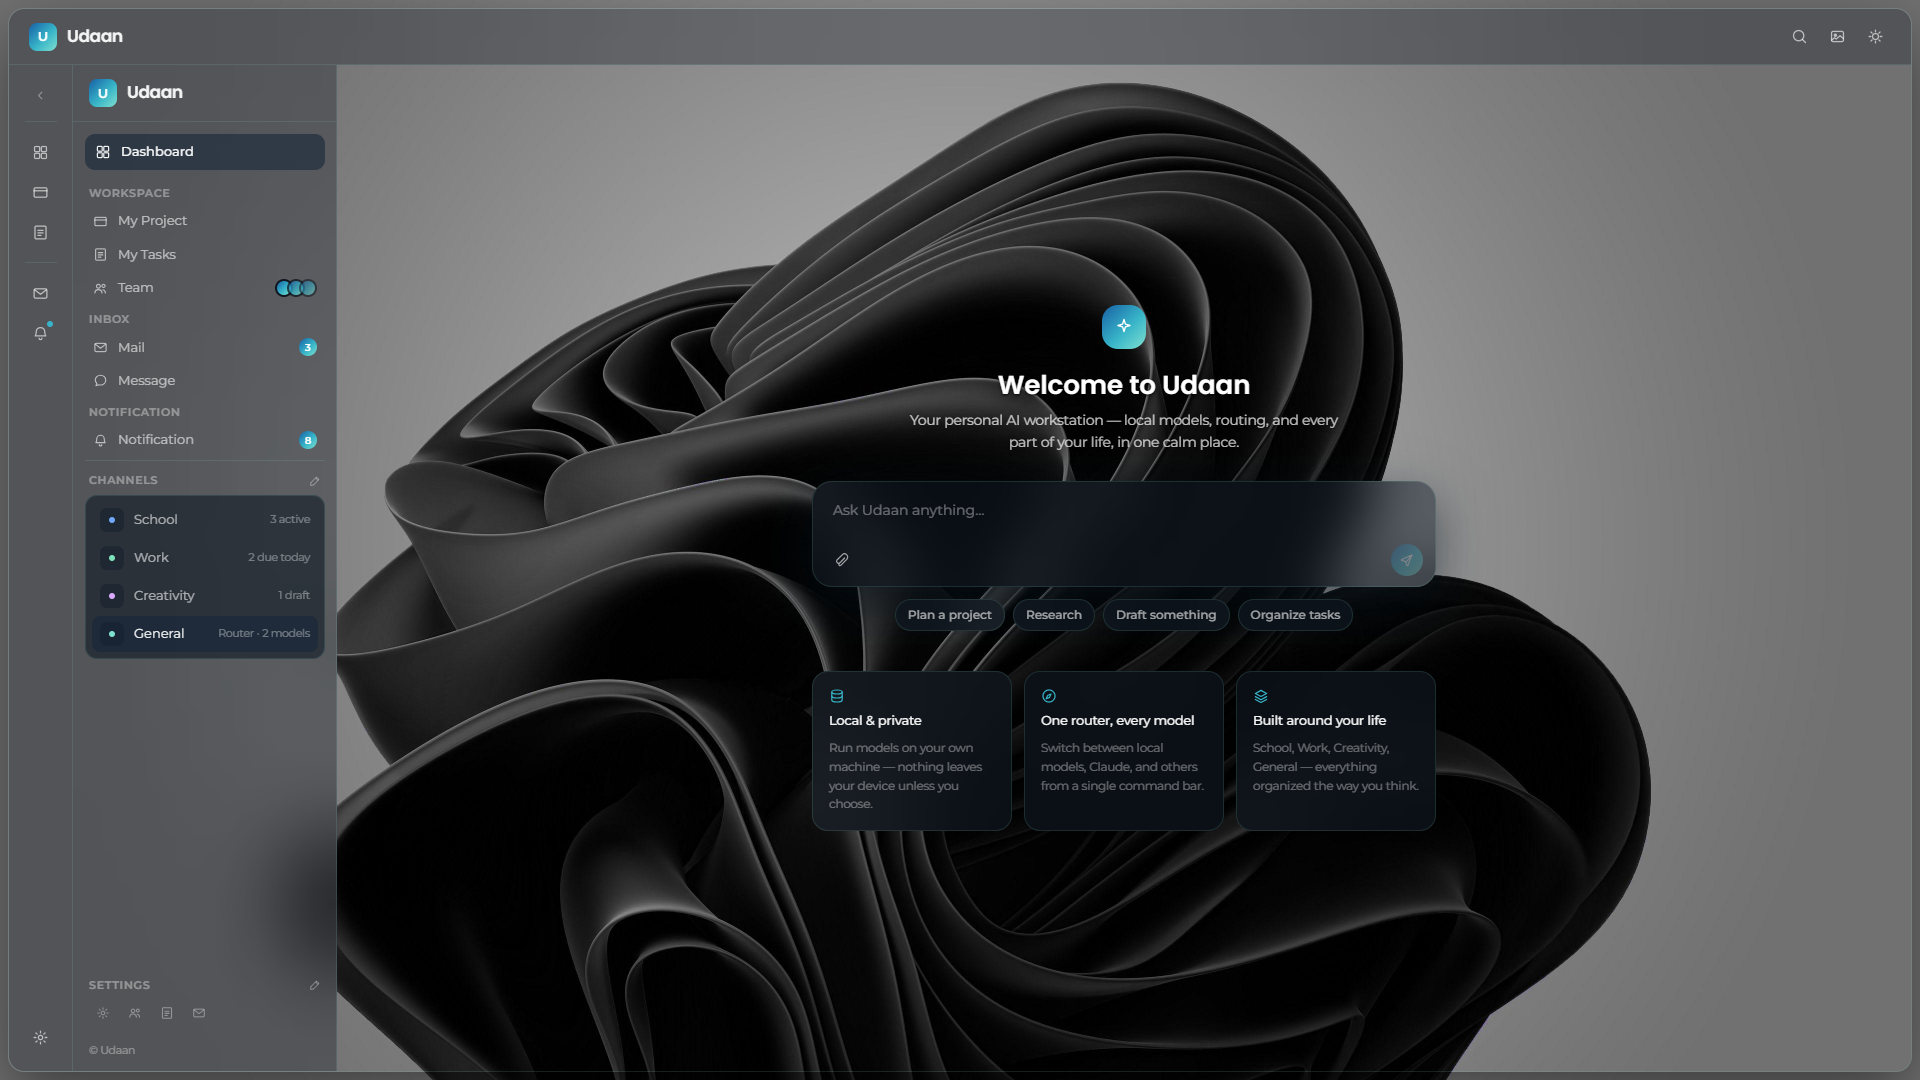 U Udaan
U Udaan
Dashboard
WORKSPACE
My Project
My Tasks
Team
INBOX
Mail 3
Message
NOTIFICATION
Notification 8
CHANNELS
School 3 active
Work 2 due today
Creativity 1 draft
General Router · 2 models
SETTINGS
© Udaan
Welcome to Udaan
Your personal AI workstation — local models, routing, and every
part of your life, in one calm place.
Ask Udaan anything...
Plan a project Research Draft something Organize tasks
Local & private
Run models on your own
machine — nothing leaves
your device unless you
choose.
One router, every model
Switch between local
models, Claude, and others
from a single command bar.
Built around your life
School, Work, Creativity,
General — everything
organized the way you think.